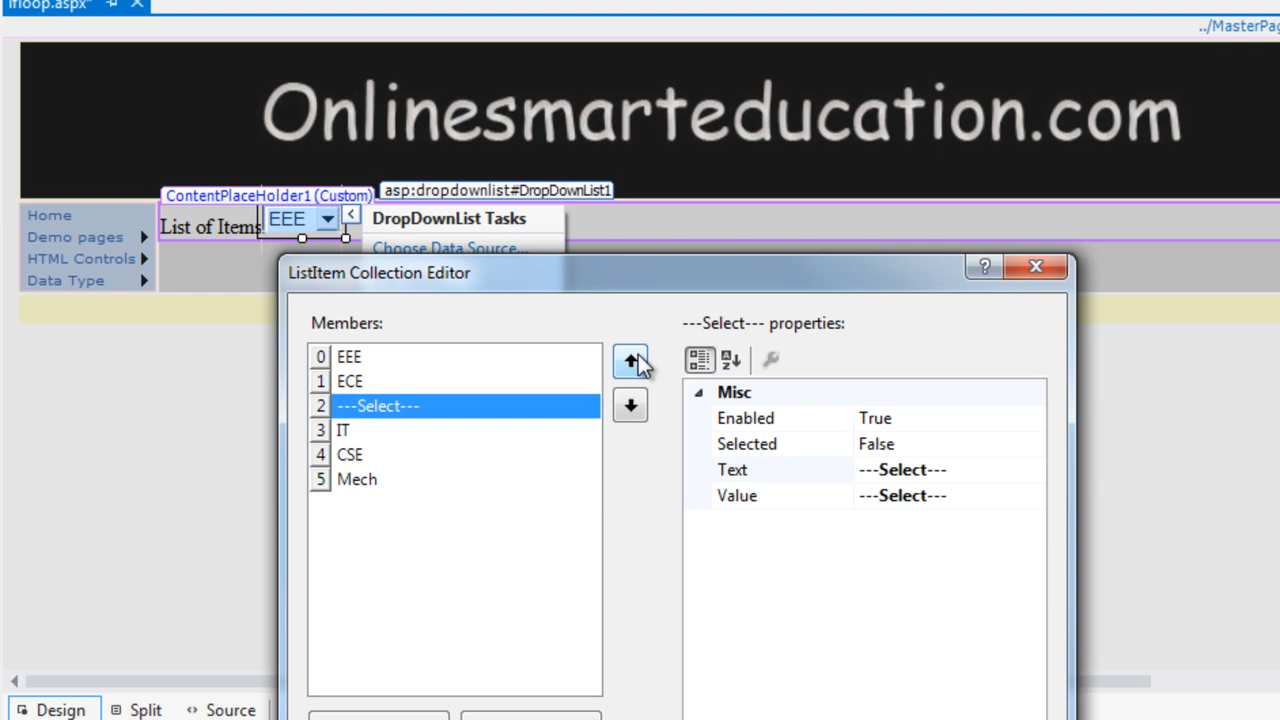 ifloop.aspx*
../MasterPag
Onlinesmarteducation.com
ContentPlaceHolder1 (Custom)
asp:dropdownlist#DropDownList1
Home
Demo pages
HTML Controls
Data Type
List of Items
EEE
<
DropDownList Tasks
Choose Data Source...
ListItem Collection Editor
?
Members:
0 EEE
1 ECE
2 ---Select---
3 IT
4 CSE
5 Mech
---Select--- properties:
Misc
Enabled True
Selected False
Text ---Select---
Value ---Select---
Design Split Source